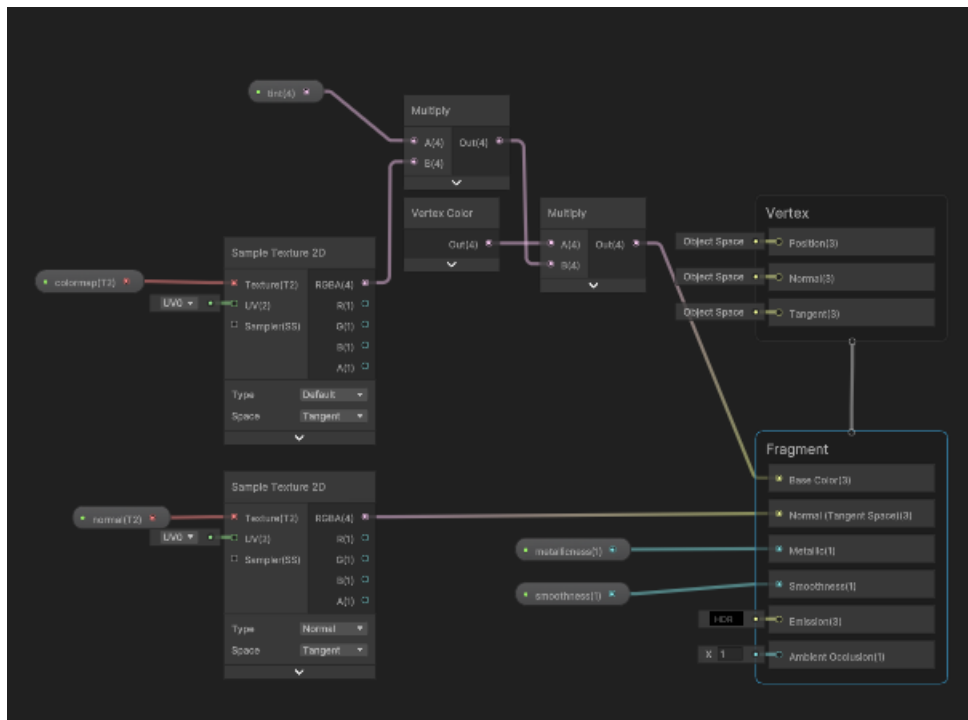 tint(4)
Multiply
A(4) Out(4)
B(4)
Vertex Color
Out(4)
Multiply
A(4) Out(4)
B(4)
Sample Texture 2D
colormap(T2)
Texture(T2) RGBA(4)
UV0 UV(2) R(1)
Sampler(SS) G(1)
B(1)
A(1)
Type Default
Space Tangent
Vertex
Object Space Position(3)
Object Space Normal(3)
Object Space Tangent(3)
Sample Texture 2D
normal(T2)
Texture(T2) RGBA(4)
UV0 UV(2) R(1)
Sampler(SS) G(1)
B(1)
A(1)
Type Normal
Space Tangent
metallicness(1)
smoothness(1)
Fragment
Base Color(3)
Normal (Tangent Space)(3)
Metallic(1)
Smoothness(1)
HDR Emission(3)
X 1 Ambient Occlusion(1)